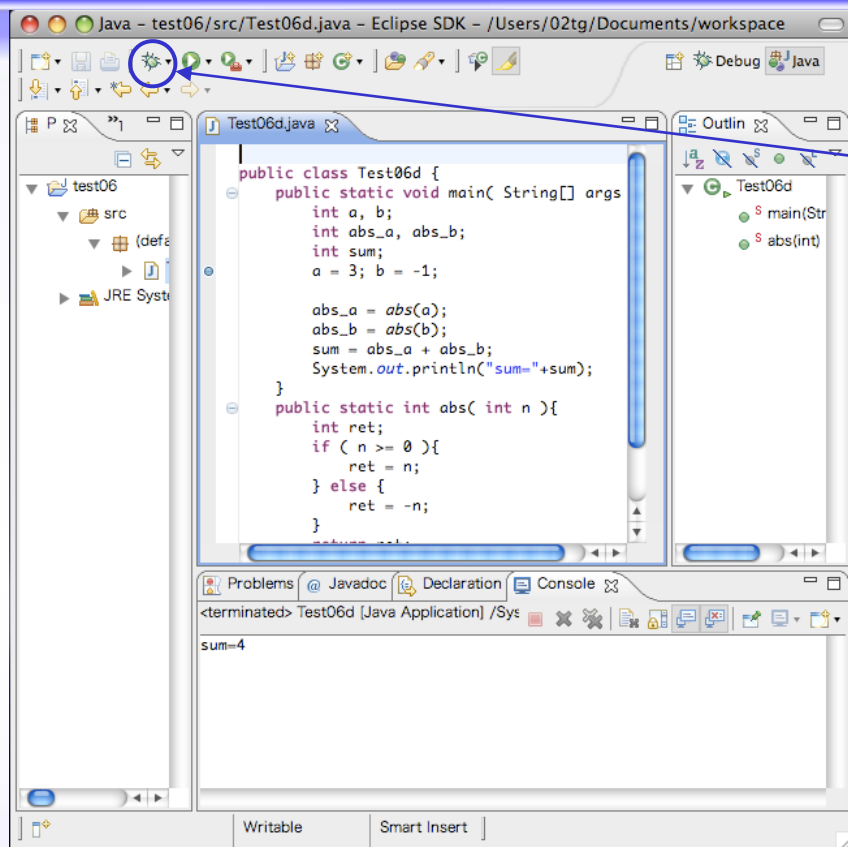 Java - test06/src/Test06d.java - Eclipse SDK - /Users/02tg/Documents/workspace
Debug Java
P »1
Test06d.java
Outlin
test06
src
(defa
J
JRE Syste
public class Test06d {
public static void main( String[] args
int a, b;
int abs_a, abs_b;
int sum;
a = 3; b = -1;
abs_a = abs(a);
abs_b = abs(b);
sum = abs_a + abs_b;
System.out.println("sum="+sum);
}
public static int abs( int n ){
int ret;
if ( n >= 0 ){
ret = n;
} else {
ret = -n;
}
Test06d
S main(Str
S abs(int)
Problems @ Javadoc Declaration Console
<terminated> Test06d [Java Application] /Sys
sum=4
Writable Smart Insert